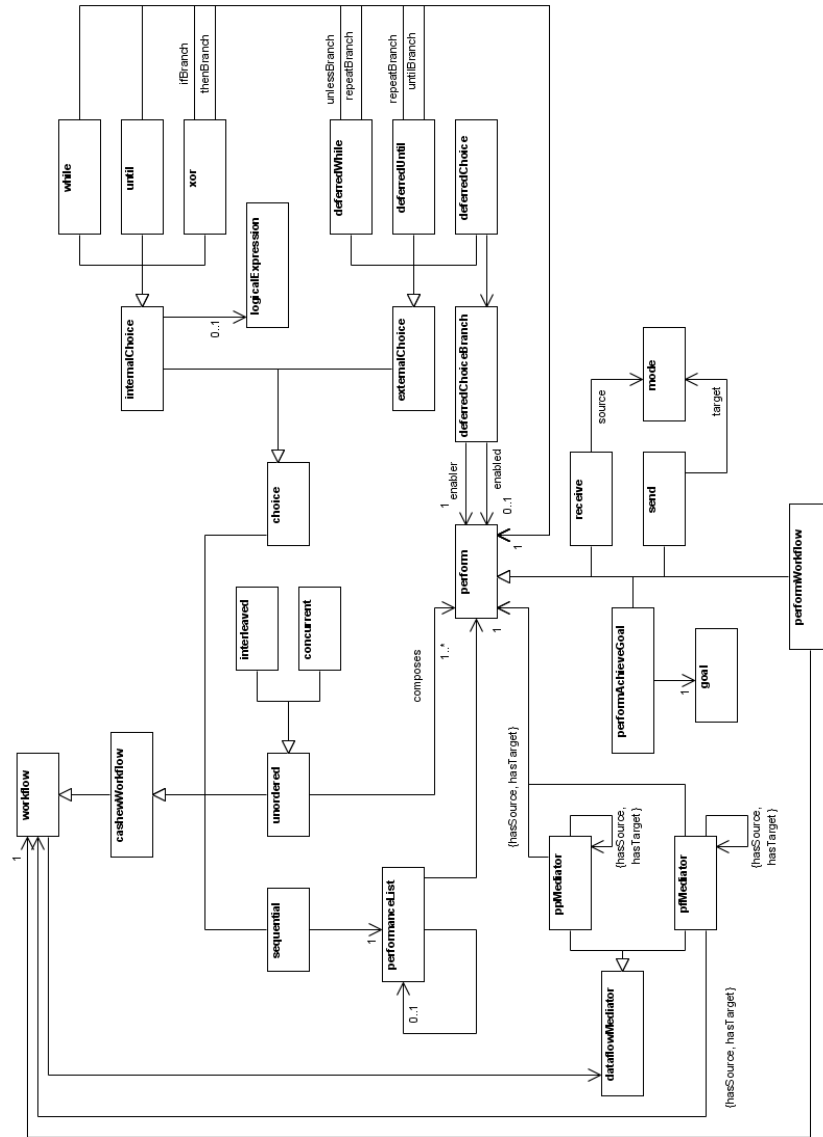 while
until
xor
ifBranch
thenBranch
deferredWhile
deferredUntil
deferredChoice
unlessBranch
repeatBranch
repeatBranch
untilBranch
internalChoice
0..1
logicalExpression
externalChoice
deferredChoiceBranch
choice
1
enabler
0..1
enabled
interleaved
concurrent
perform
1
1
receive
source
send
target
mode
workflow
1
cashewWorkflow
unordered
composes
1..*
sequential
1
performanceList
0..1
{hasSource, hasTarget }
ppMediator
{hasSource,
hasTarget }
pfMediator
{hasSource,
hasTarget }
dataflowMediator
{hasSource, hasTarget }
performAchieveGoal
1
goal
performWorkflow